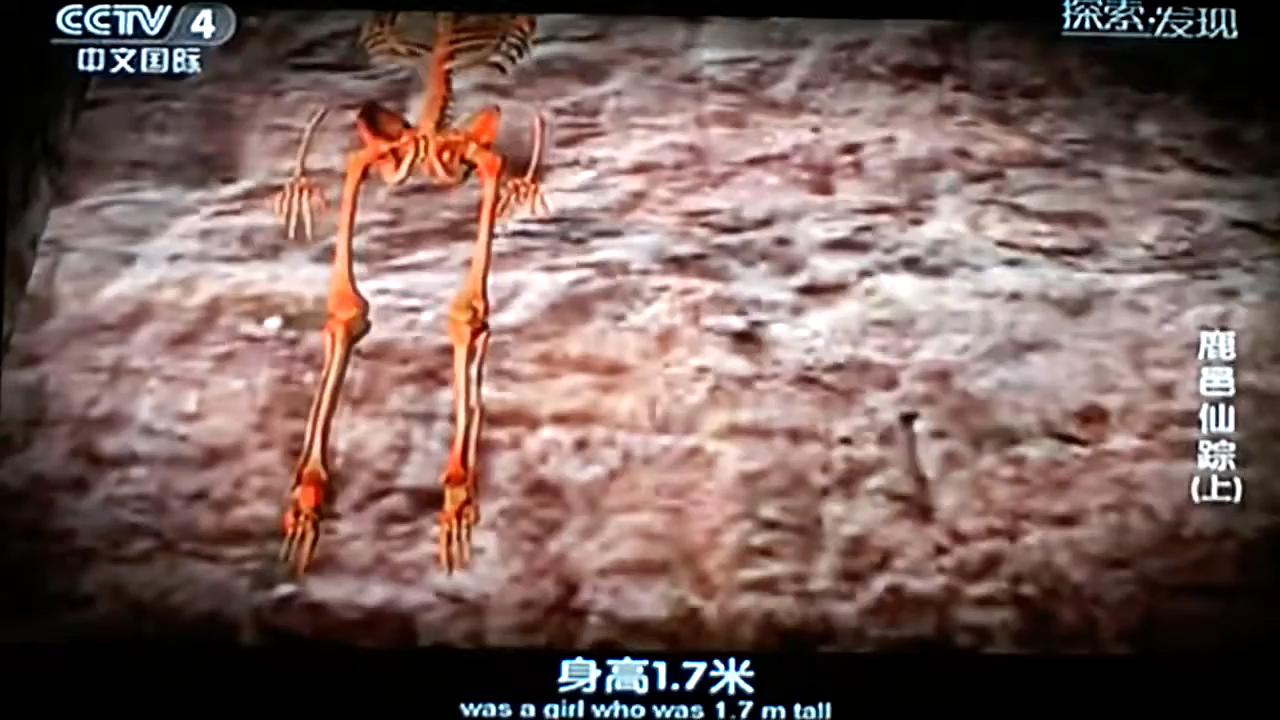 CCTV 4
中文国际
探索·发现
鹿邑仙踪(上)
身高1.7米
was a girl who was 1.7 m tall